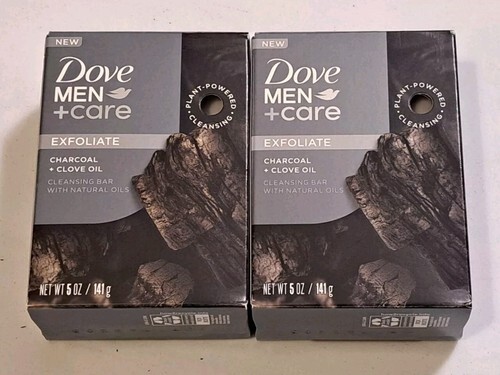 NEW
Dove
MEN
+care
PLANT-POWERED
CLEANSING
EXFOLIATE
CHARCOAL
+ CLOVE OIL
CLEANSING BAR
WITH NATURAL OILS
NET WT 5 OZ / 141 g
NEW
Dove
MEN
+care
PLANT-POWERED
CLEANSING
EXFOLIATE
CHARCOAL
+ CLOVE OIL
CLEANSING BAR
WITH NATURAL OILS
NET WT 5 OZ / 141 g